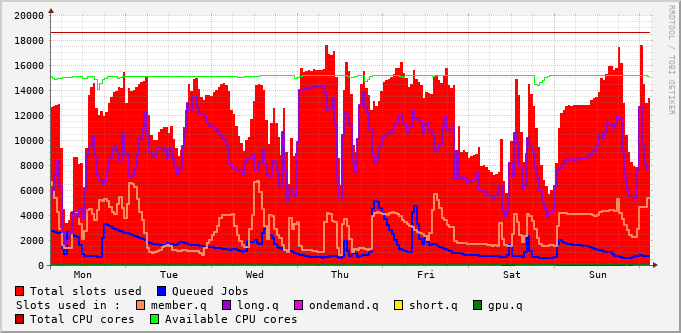 RRDTOOL / TOBI OETIKER
20000
18000
16000
14000
12000
10000
8000
6000
4000
2000
0
Mon Tue Wed Thu Fri Sat Sun
Total slots used Queued Jobs
Slots used in : member.q long.q ondemand.q short.q gpu.q
Total CPU cores Available CPU cores